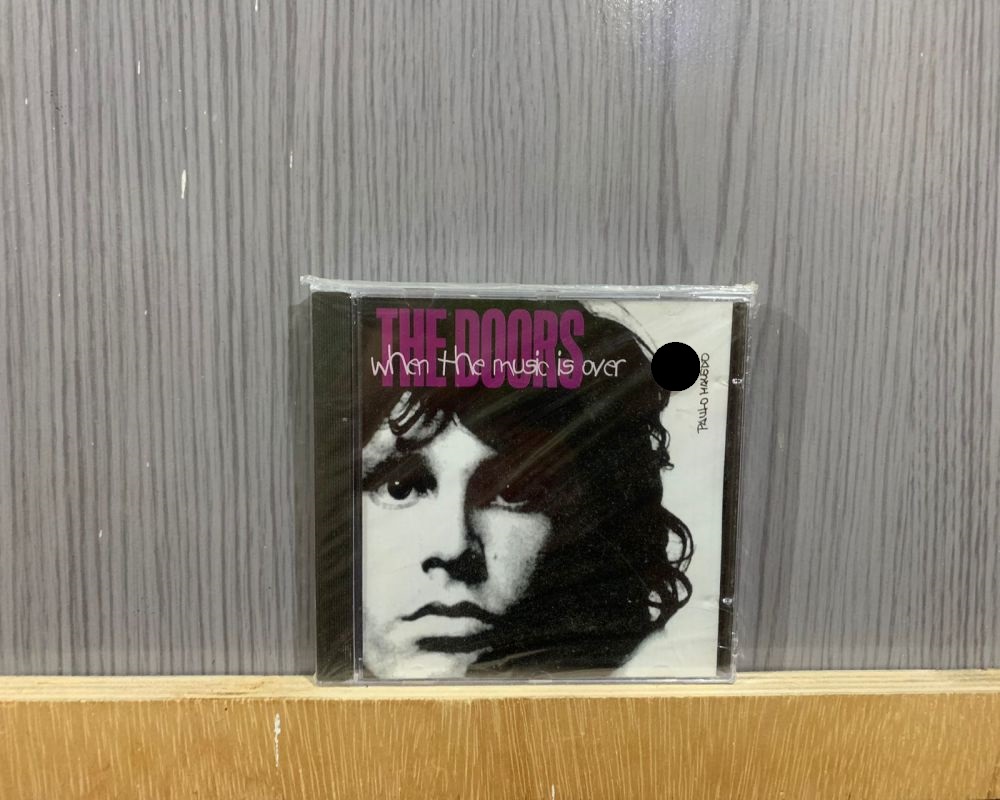 THE DOORS
when the music is over